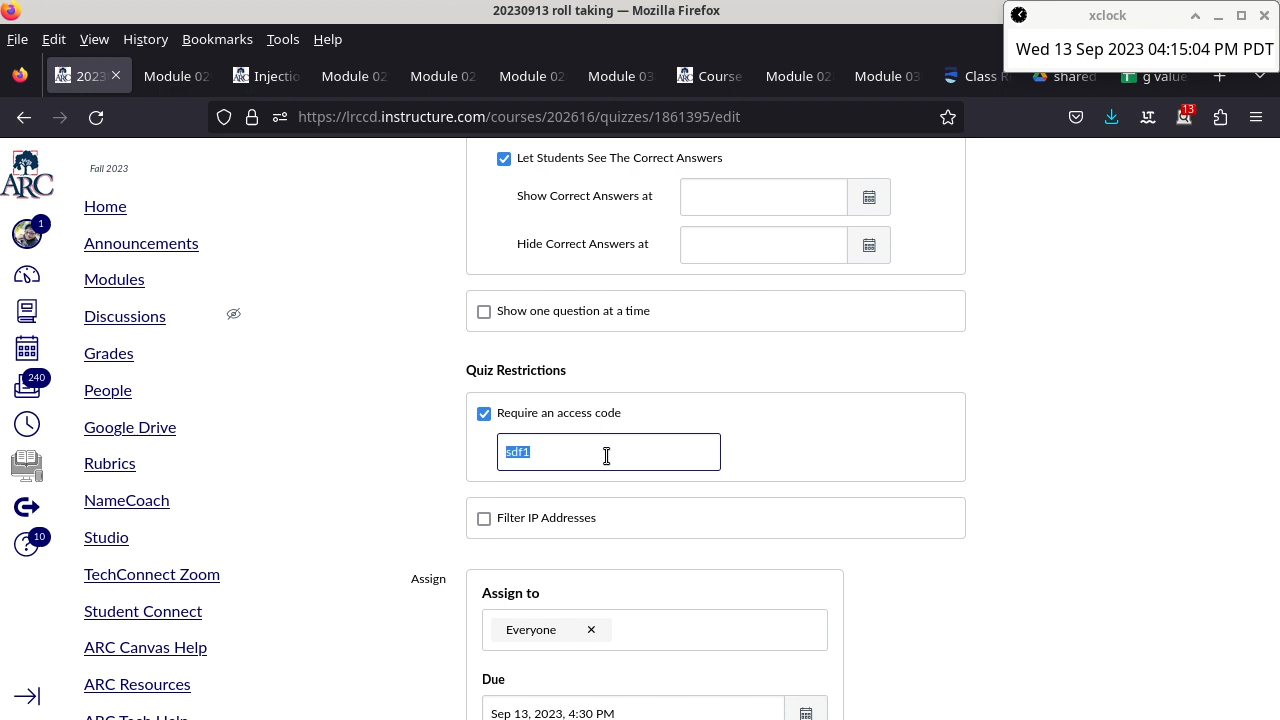 20230913 roll taking — Mozilla Firefox
xclock
Wed 13 Sep 2023 04:15:04 PM PDT
File Edit View History Bookmarks Tools Help
2023 Module 02 Injectio Module 02 Module 02 Module 02 Module 03 Course Module 02 Module 03 Class R shared g value
https://lrccd.instructure.com/courses/202616/quizzes/1861395/edit
13
ARC
Fall 2023
1
240
10
Home
Announcements
Modules
Discussions
Grades
People
Google Drive
Rubrics
NameCoach
Studio
TechConnect Zoom
Student Connect
ARC Canvas Help
ARC Resources
ARC Tech Help
Let Students See The Correct Answers
Show Correct Answers at
Hide Correct Answers at
Show one question at a time
Quiz Restrictions
Require an access code
sdf1
Filter IP Addresses
Assign
Assign to
Everyone
Due
Sep 13, 2023, 4:30 PM